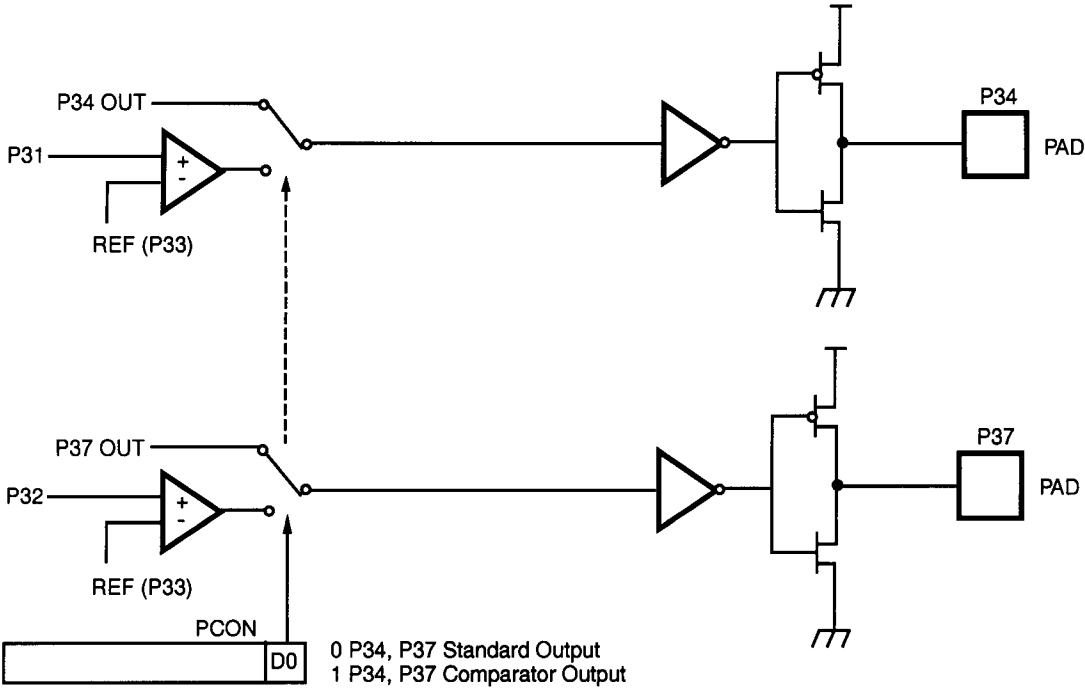 P34 OUT
P31
+
-
REF (P33)
P34
PAD
P37 OUT
P32
+
-
REF (P33)
P37
PAD
PCON
D0
0 P34, P37 Standard Output
1 P34, P37 Comparator Output